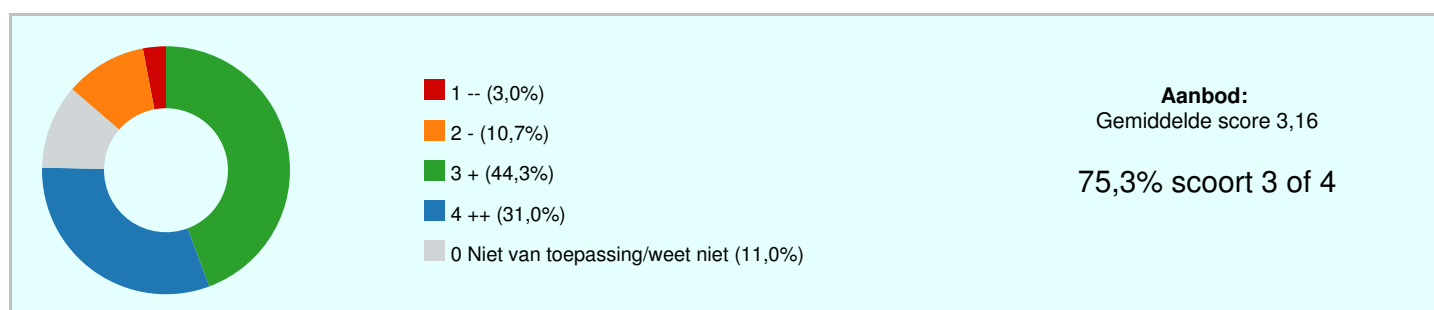 1 -- (3,0%)
2 - (10,7%)
3 + (44,3%)
4 ++ (31,0%)
0 Niet van toepassing/weet niet (11,0%)
Aanbod:
Gemiddelde score 3,16
75,3% scoort 3 of 4